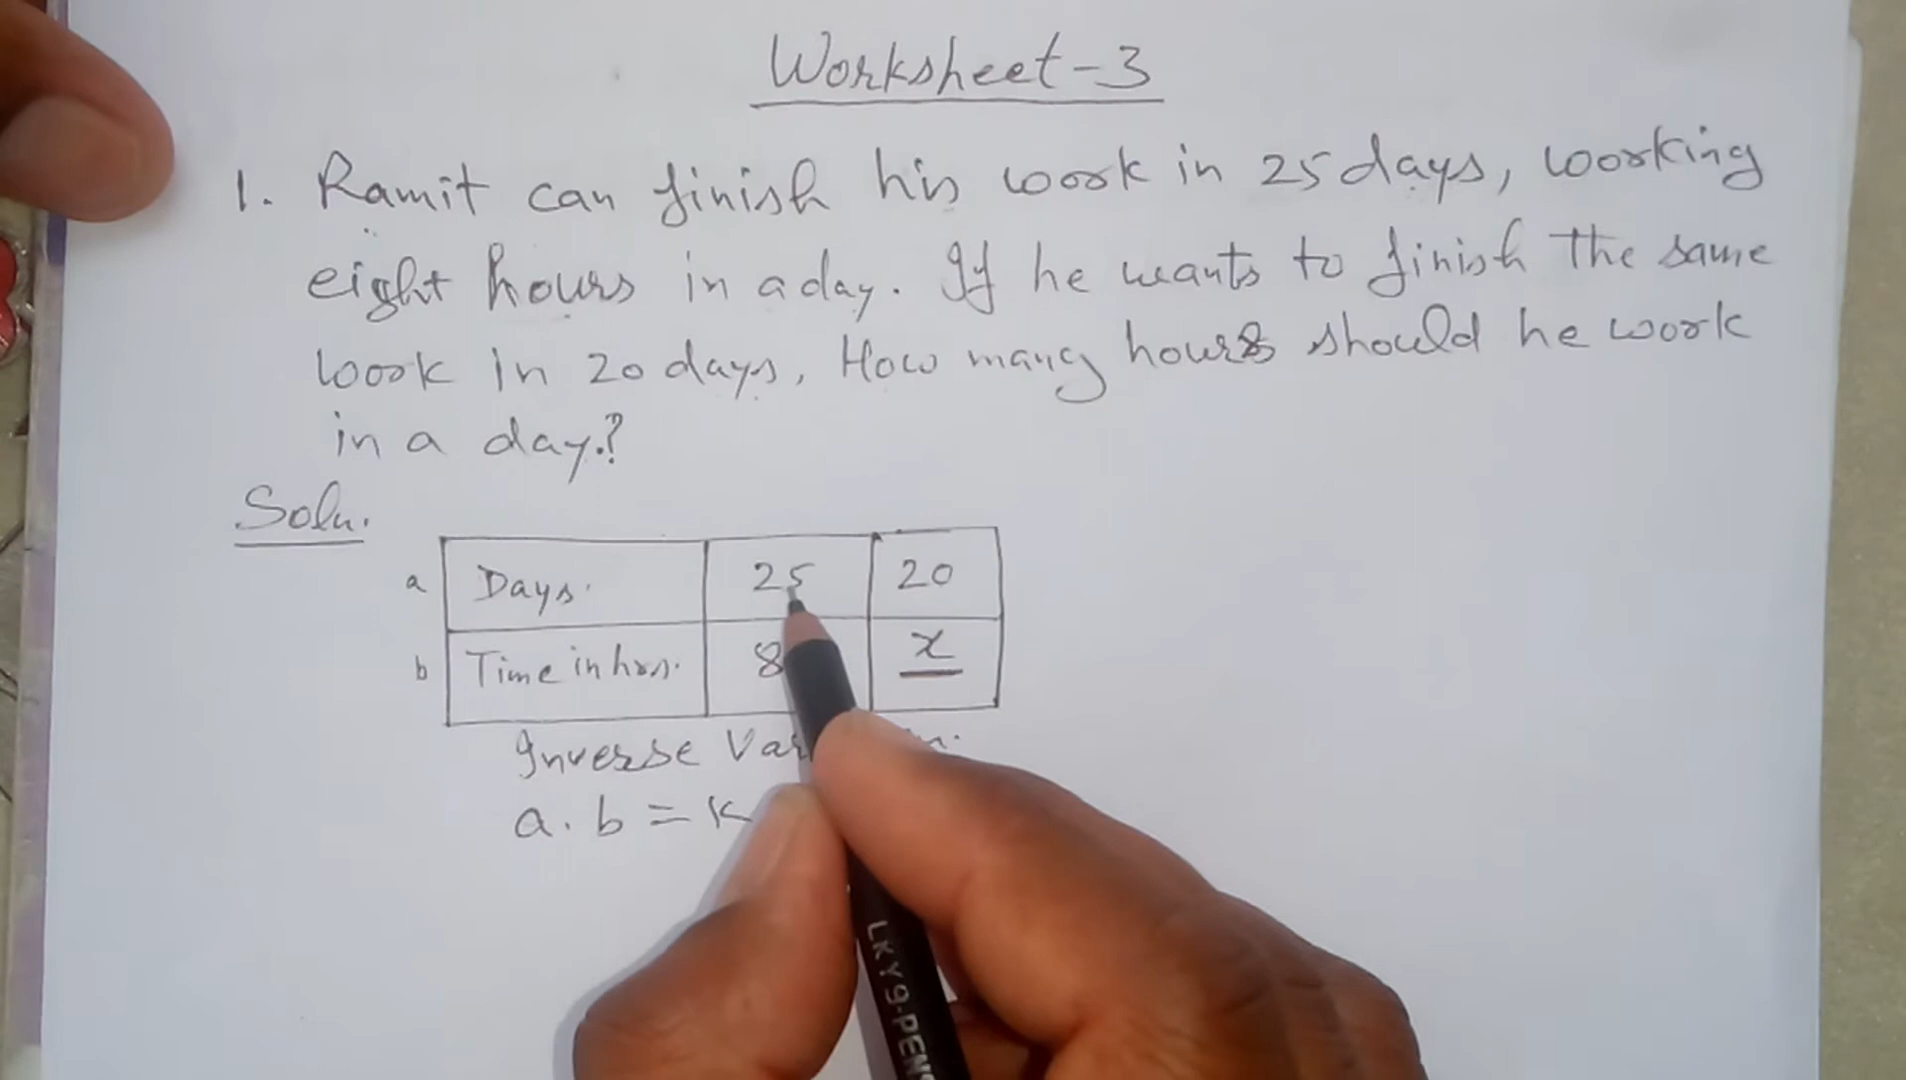 Worksheet-3
1. Ramit can finish his work in 25 days, working
eight hours in a day. If he wants to finish the same
work in 20 days, How many hours should he work
in a day.?
Soln.
a Days. 25 20
b Time in hrs. 8 x
Inverse
a. b = K
LKY9-PENS